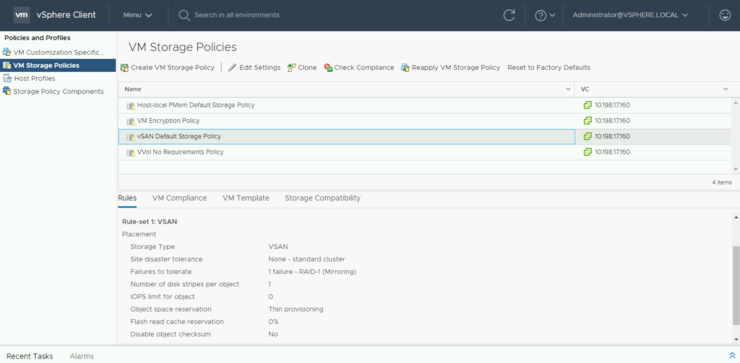 vm vSphere Client Menu Search in all environments Administrator@VSPHERE.LOCAL
Policies and Profiles
VM Customization Specific...
VM Storage Policies
Host Profiles
Storage Policy Components
VM Storage Policies
Create VM Storage Policy Edit Settings Clone Check Compliance Reapply VM Storage Policy Reset to Factory Defaults
Name VC
Host-local PMem Default Storage Policy 10.198.17.160
VM Encryption Policy 10.198.17.160
vSAN Default Storage Policy 10.198.17.160
VVol No Requirements Policy 10.198.17.160
4 items
Rules VM Compliance VM Template Storage Compatibility
Rule-set 1: VSAN
Placement
Storage Type VSAN
Site disaster tolerance None - standard cluster
Failures to tolerate 1 failure - RAID-1 (Mirroring)
Number of disk stripes per object 1
IOPS limit for object 0
Object space reservation Thin provisioning
Flash read cache reservation 0%
Disable object checksum No
Recent Tasks Alarms